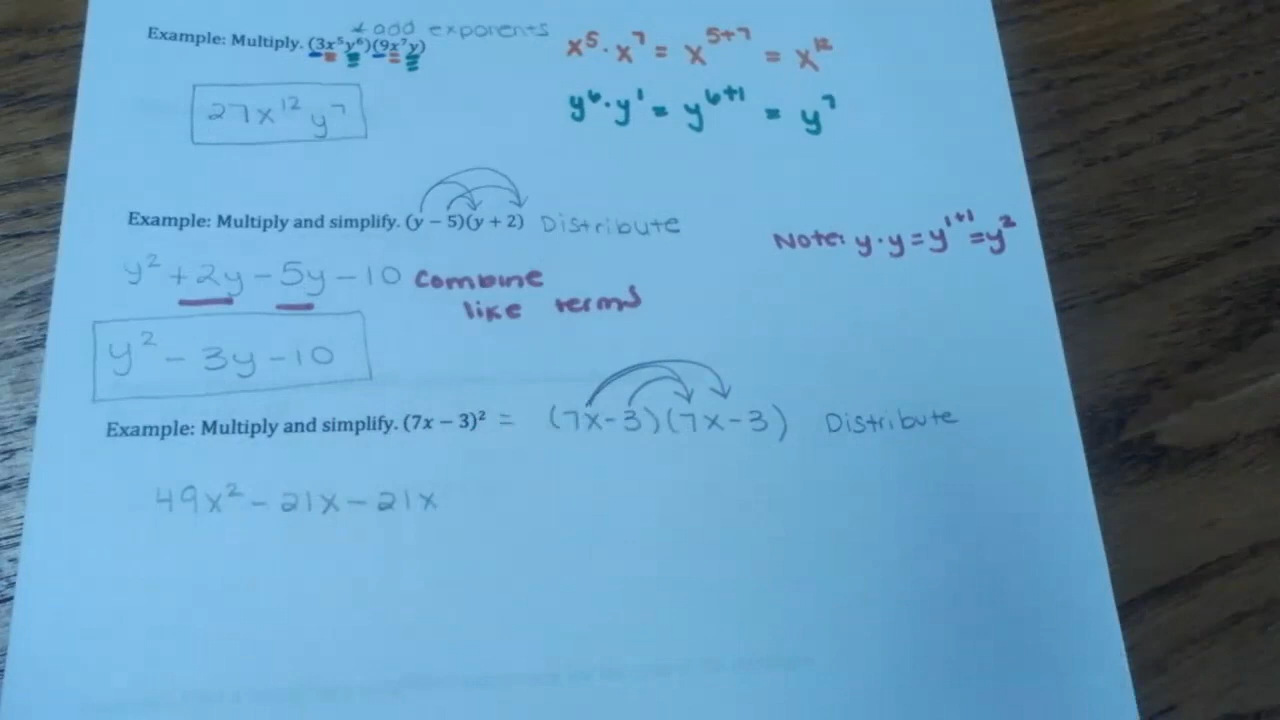 & add exponents
Example: Multiply. (3x⁵y⁶)(9x⁷y)
x⁵ · x⁷ = x⁵⁺⁷ = x¹²
27x¹²y⁷
y⁶ · y¹ = y⁶⁺¹ = y⁷
Example: Multiply and simplify. (y – 5)(y + 2) Distribute
Note: y · y = y¹⁺¹ = y²
y² + 2y – 5y – 10 combine
like terms
y² – 3y – 10
Example: Multiply and simplify. (7x – 3)² = (7x – 3)(7x – 3) Distribute
49x² – 21x – 21x